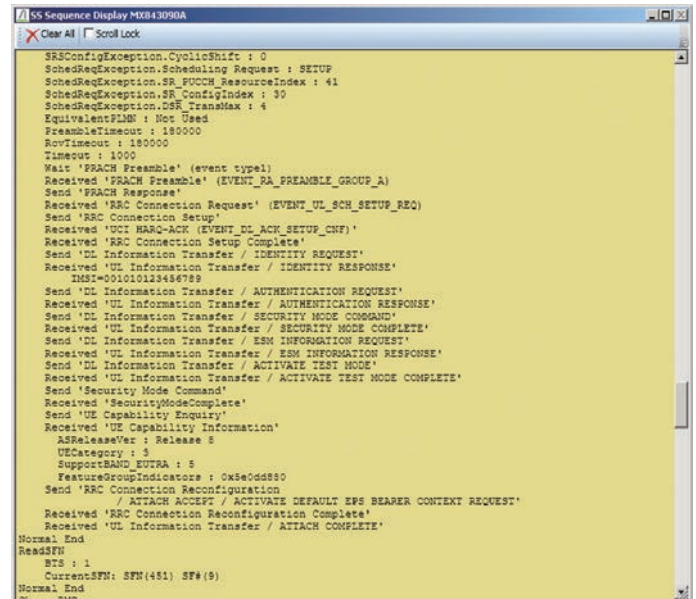 SS Sequence Display MX843090A
Clear All Scroll Lock
SRSConfigException.CyclicShift : 0
SchedReqException.Scheduling Request : SETUP
SchedReqException.SR_PUCCH_ResourceIndex : 41
SchedReqException.SR_ConfigIndex : 30
SchedReqException.DSR_TransMax : 4
EquivalentPLMN : Not Used
PreambleTimeout : 180000
RcvTimeout : 180000
Timeout : 1000
Wait 'PRACH Preamble' (event type1)
Received 'PRACH Preamble' (EVENT_RA_PREAMBLE_GROUP_A)
Send 'PRACH Response'
Received 'RRC Connection Request' (EVENT_UL_SCH_SETUP_REQ)
Send 'RRC Connection Setup'
Received 'UCI HARQ-ACK (EVENT_DL_ACK_SETUP_CNF)'
Received 'RRC Connection Setup Complete'
Send 'DL Information Transfer / IDENTITY REQUEST'
Received 'UL Information Transfer / IDENTITY RESPONSE'
IMSI=001010123456789
Send 'DL Information Transfer / AUTHENTICATION REQUEST'
Received 'UL Information Transfer / AUTHENTICATION RESPONSE'
Send 'DL Information Transfer / SECURITY MODE COMMAND'
Received 'UL Information Transfer / SECURITY MODE COMPLETE'
Send 'DL Information Transfer / ESM INFORMATION REQUEST'
Received 'UL Information Transfer / ESM INFORMATION RESPONSE'
Send 'DL Information Transfer / ACTIVATE TEST MODE'
Received 'UL Information Transfer / ACTIVATE TEST MODE COMPLETE'
Send 'Security Mode Command'
Received 'SecurityModeComplete'
Send 'UE Capability Enquiry'
Received 'UE Capability Information'
ASReleaseVer : Release 8
UECategory : 3
SupportBAND_EUTRA : 5
FeatureGroupIndicators : 0x5e0dd880
Send 'RRC Connection Reconfiguration
/ ATTACH ACCEPT / ACTIVATE DEFAULT EPS BEARER CONTEXT REQUEST'
Received 'RRC Connection Reconfiguration Complete'
Received 'UL Information Transfer / ATTACH COMPLETE'
Normal End
ReadSFN
BTS : 1
CurrentSFN: SFN(451) SF#(9)
Normal End